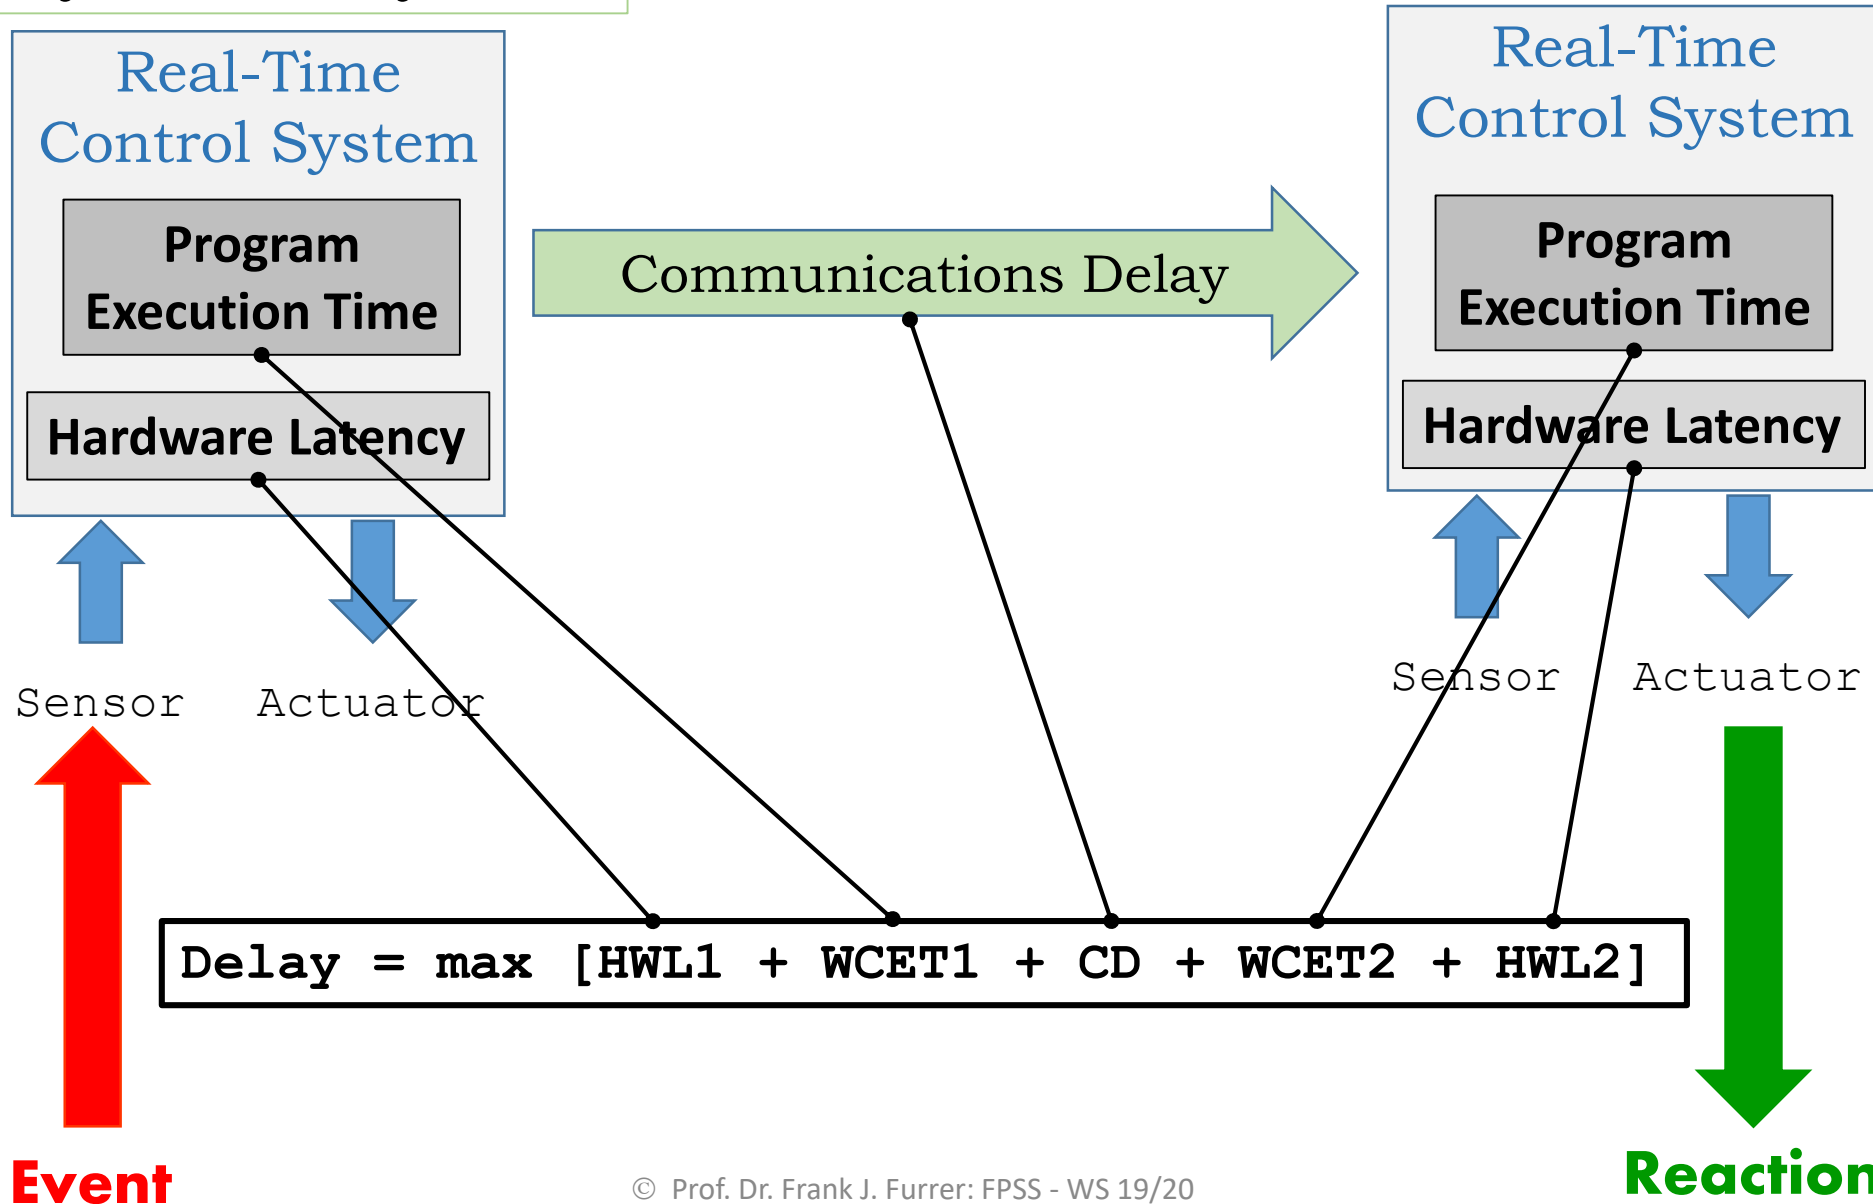 Real-Time
Control System
Program
Execution Time
Hardware Latency
Communications Delay
Real-Time
Control System
Program
Execution Time
Hardware Latency
Sensor Actuator
Sensor Actuator
Delay = max [HWL1 + WCET1 + CD + WCET2 + HWL2]
Event
Reaction
© Prof. Dr. Frank J. Furrer: FPSS - WS 19/20